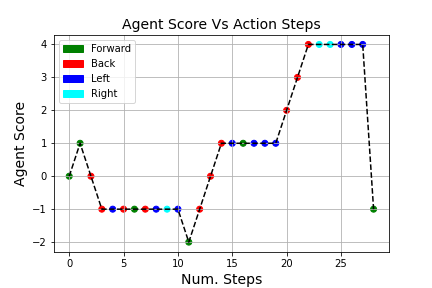 Agent Score Vs Action Steps
4
3
2
1
0
−1
−2
Agent Score
Forward
Back
Left
Right
0
5
10
15
20
25
Num. Steps